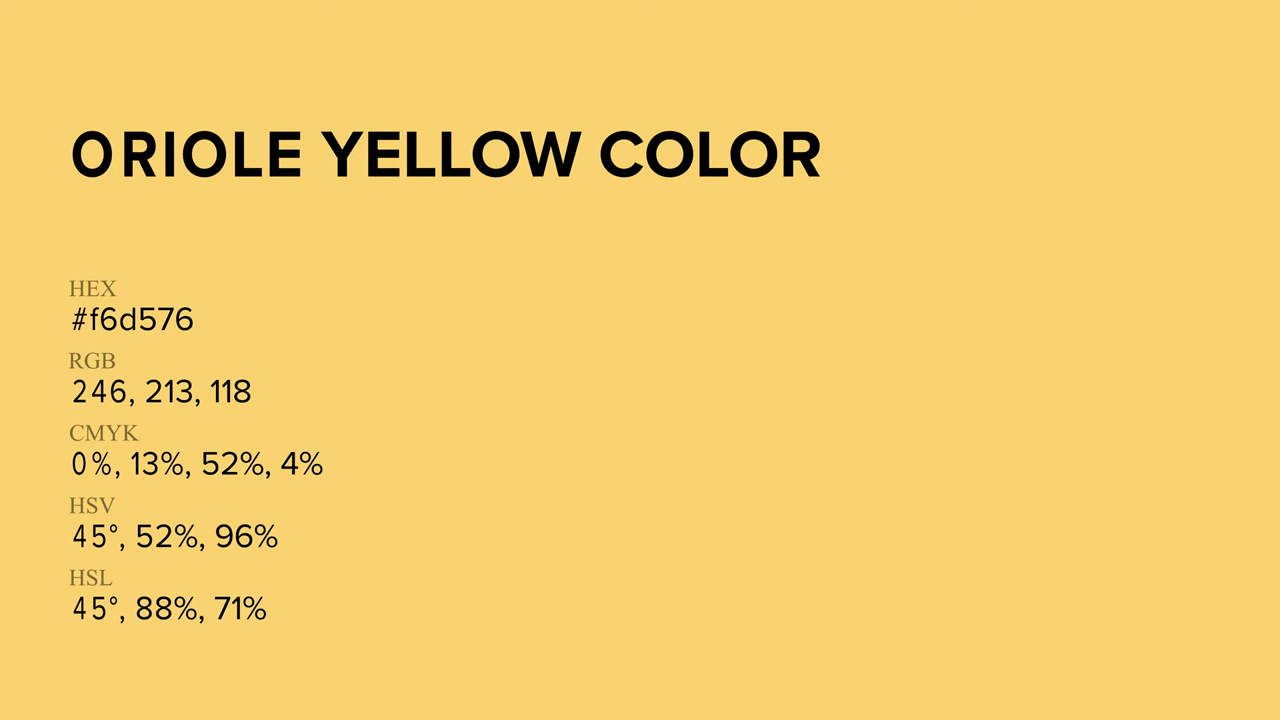 ORIOLE YELLOW COLOR
HEX
#f6d576
RGB
246, 213, 118
CMYK
0%, 13%, 52%, 4%
HSV
45°, 52%, 96%
HSL
45°, 88%, 71%